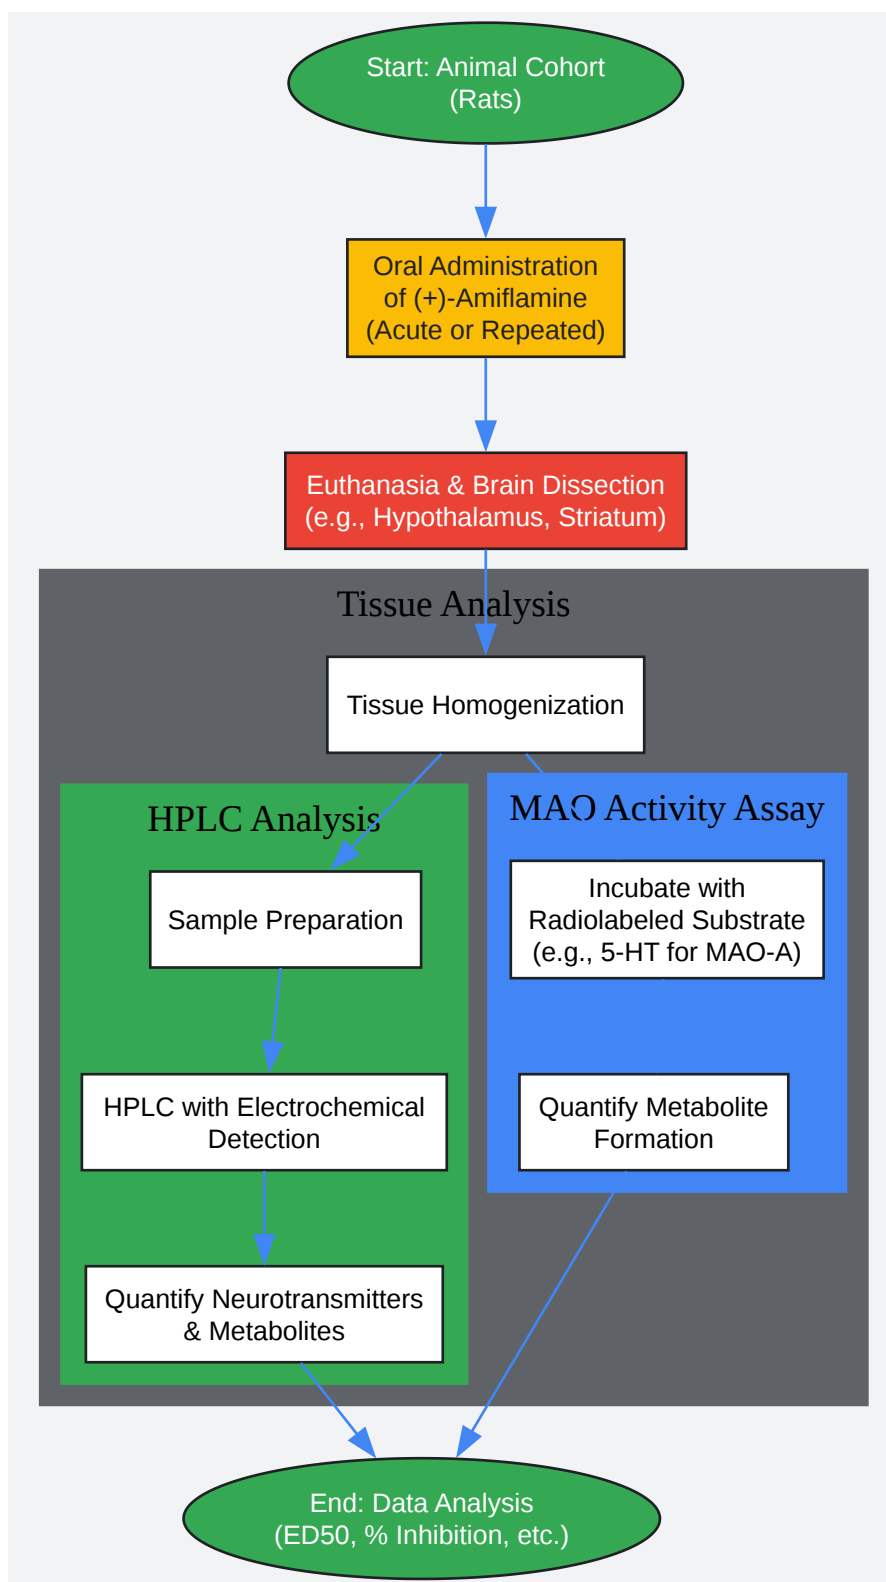 Start: Animal Cohort
(Rats)
Oral Administration
of (+)-Amiflamine
(Acute or Repeated)
Euthanasia & Brain Dissection
(e.g., Hypothalamus, Striatum)
Tissue Analysis
Tissue Homogenization
HPLC Analysis
Sample Preparation
HPLC with Electrochemical
Detection
Quantify Neurotransmitters
& Metabolites
MAO Activity Assay
Incubate with
Radiolabeled Substrate
(e.g., 5-HT for MAO-A)
Quantify Metabolite
Formation
End: Data Analysis
(ED50, % Inhibition, etc.)